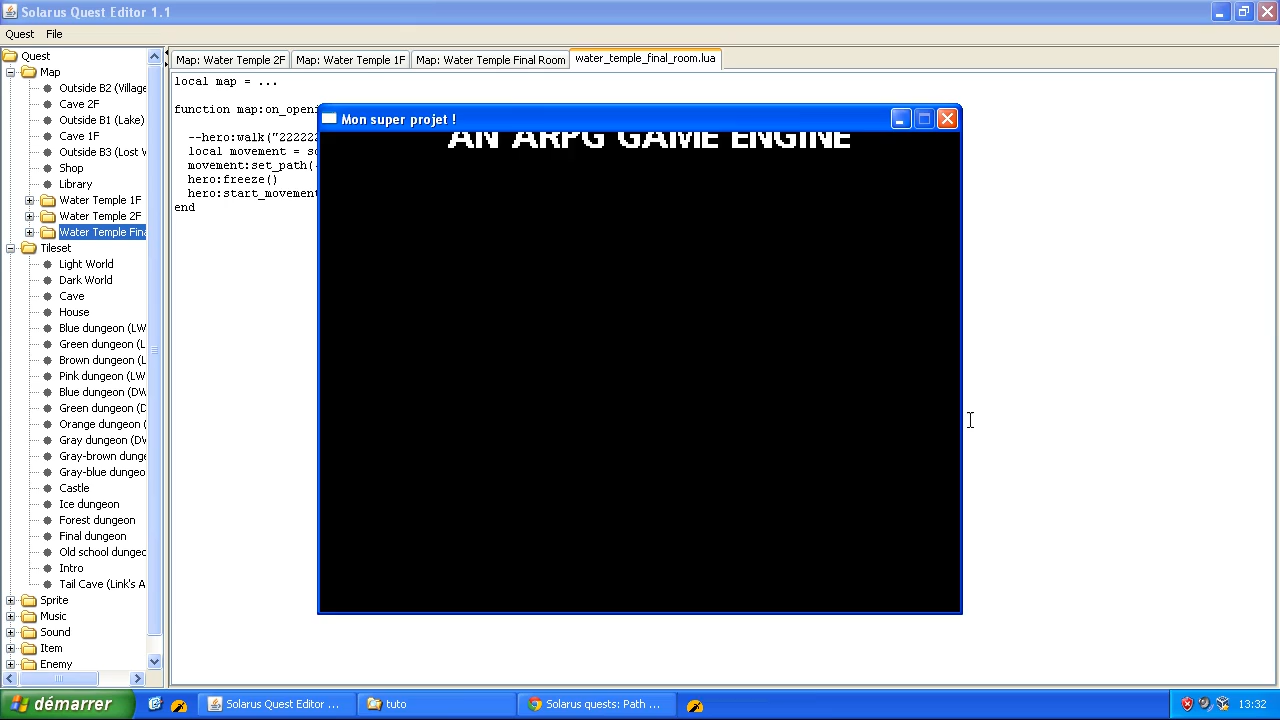 Solarus Quest Editor 1.1
Quest File
Quest
Map
Outside B2 (Village
Cave 2F
Outside B1 (Lake)
Cave 1F
Outside B3 (Lost W
Shop
Library
Water Temple 1F
Water Temple 2F
Water Temple Fina
Tileset
Light World
Dark World
Cave
House
Blue dungeon (LW
Green dungeon (L
Brown dungeon (L
Pink dungeon (LW
Blue dungeon (DW
Green dungeon (D
Orange dungeon (
Gray dungeon (DW
Gray-brown dunge
Gray-blue dungeo
Castle
Ice dungeon
Forest dungeon
Final dungeon
Old school dungeo
Intro
Tail Cave (Link's A
Sprite
Music
Sound
Item
Enemy
Map: Water Temple 2F
Map: Water Temple 1F
Map: Water Temple Final Room
water_temple_final_room.lua
local map = ...
function map:on_open
--hero:walk("222222
local movement = so
movement:set_path(
hero:freeze()
hero:start_movement
end
Mon super projet !
AN ARPG GAME ENGINE
démarrer
Solarus Quest Editor ...
tuto
Solarus quests: Path ...
13:32